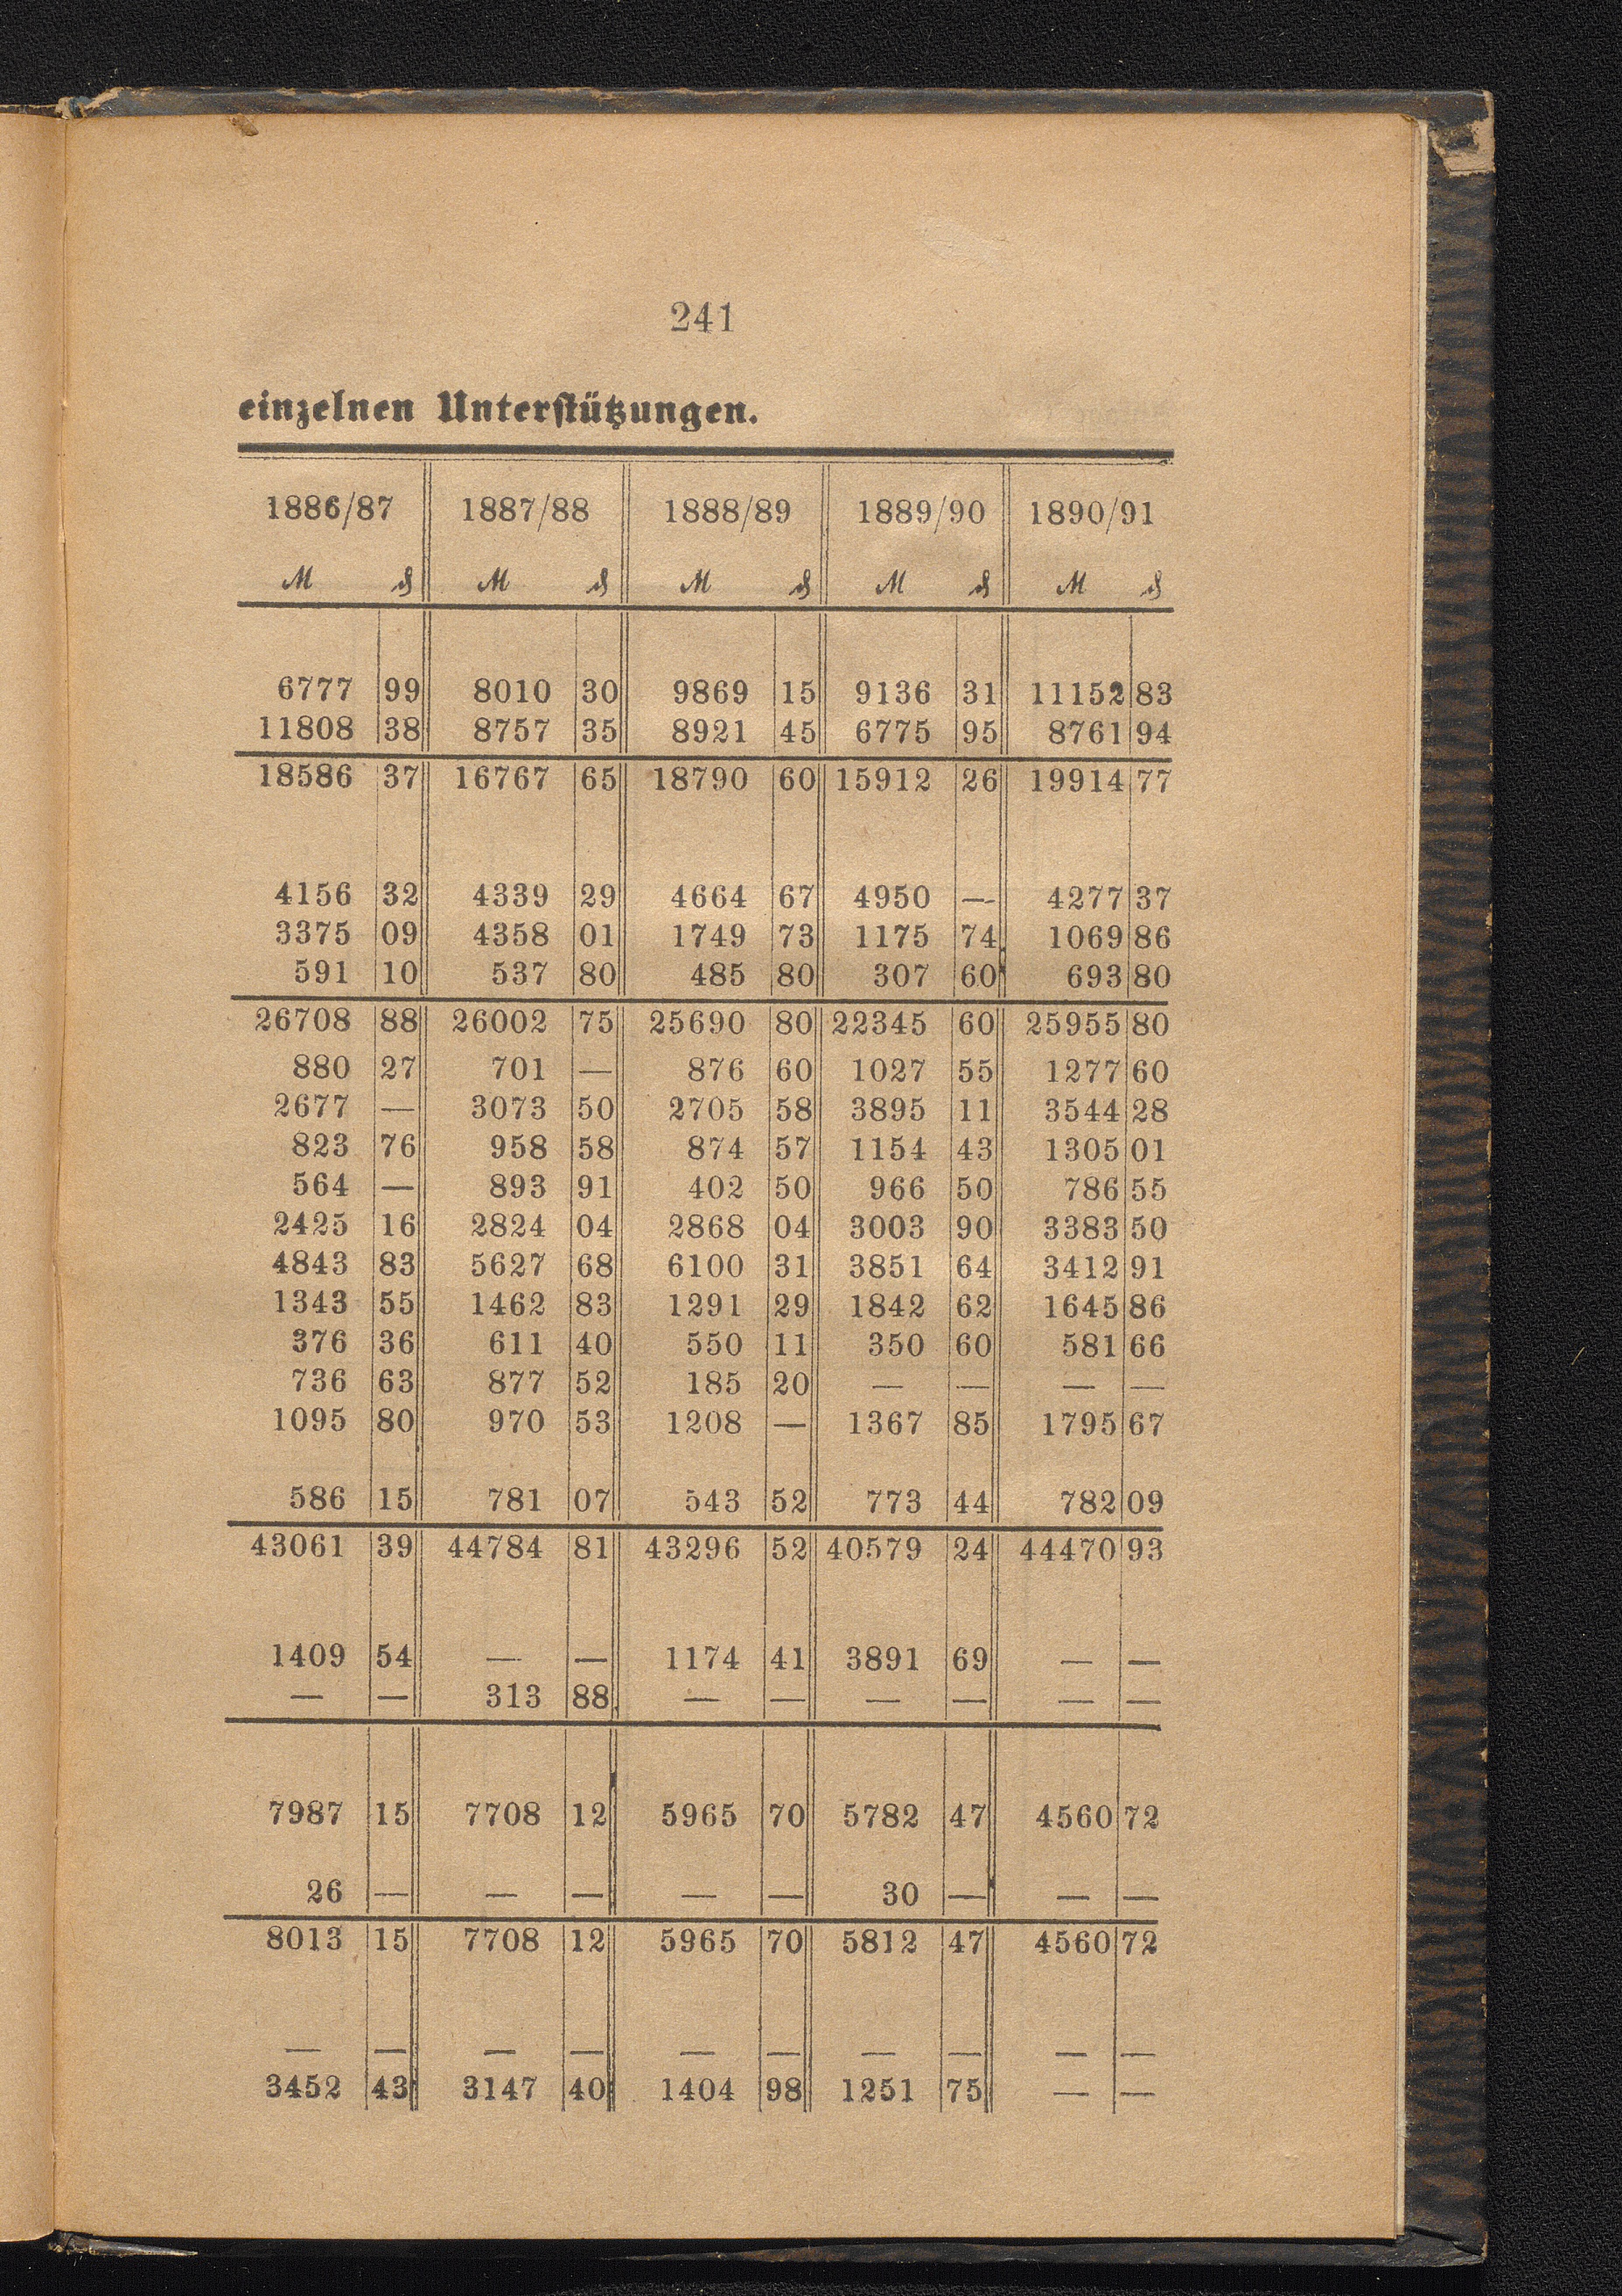 241
einzelnen Unterstützungen.
1886/87 1887/88 1888/89 1889/90 1890/91
ℳ ₰ ℳ ₰ ℳ ₰ ℳ ₰ ℳ ₰
6777 99 8010 30 9869 15 9136 31 11152 83
11808 38 8757 35 8921 45 6775 95 8761 94
18586 37 16767 65 18790 60 15912 26 19914 77
4156 32 4339 29 4664 67 4950 — 4277 37
3375 09 4358 01 1749 73 1175 74 1069 86
591 10 537 80 485 80 307 60 693 80
26708 88 26002 75 25690 80 22345 60 25955 80
880 27 701 — 876 60 1027 55 1277 60
2677 — 3073 50 2705 58 3895 11 3544 28
823 76 958 58 874 57 1154 43 1305 01
564 — 893 91 402 50 966 50 786 55
2425 16 2824 04 2868 04 3003 90 3383 50
4843 83 5627 68 6100 31 3851 64 3412 91
1343 55 1462 83 1291 29 1842 62 1645 86
376 36 611 40 550 11 350 60 581 66
736 63 877 52 185 20 — — — —
1095 80 970 53 1208 — 1367 85 1795 67
586 15 781 07 543 52 773 44 782 09
43061 39 44784 81 43296 52 40579 24 44470 93
1409 54 — — 1174 41 3891 69 — —
— — 313 88 — — — — — —
7987 15 7708 12 5965 70 5782 47 4560 72
26 — — — — — 30 — — —
8013 15 7708 12 5965 70 5812 47 4560 72
— — — — — — — — — —
3452 43 3147 40 1404 98 1251 75 — —